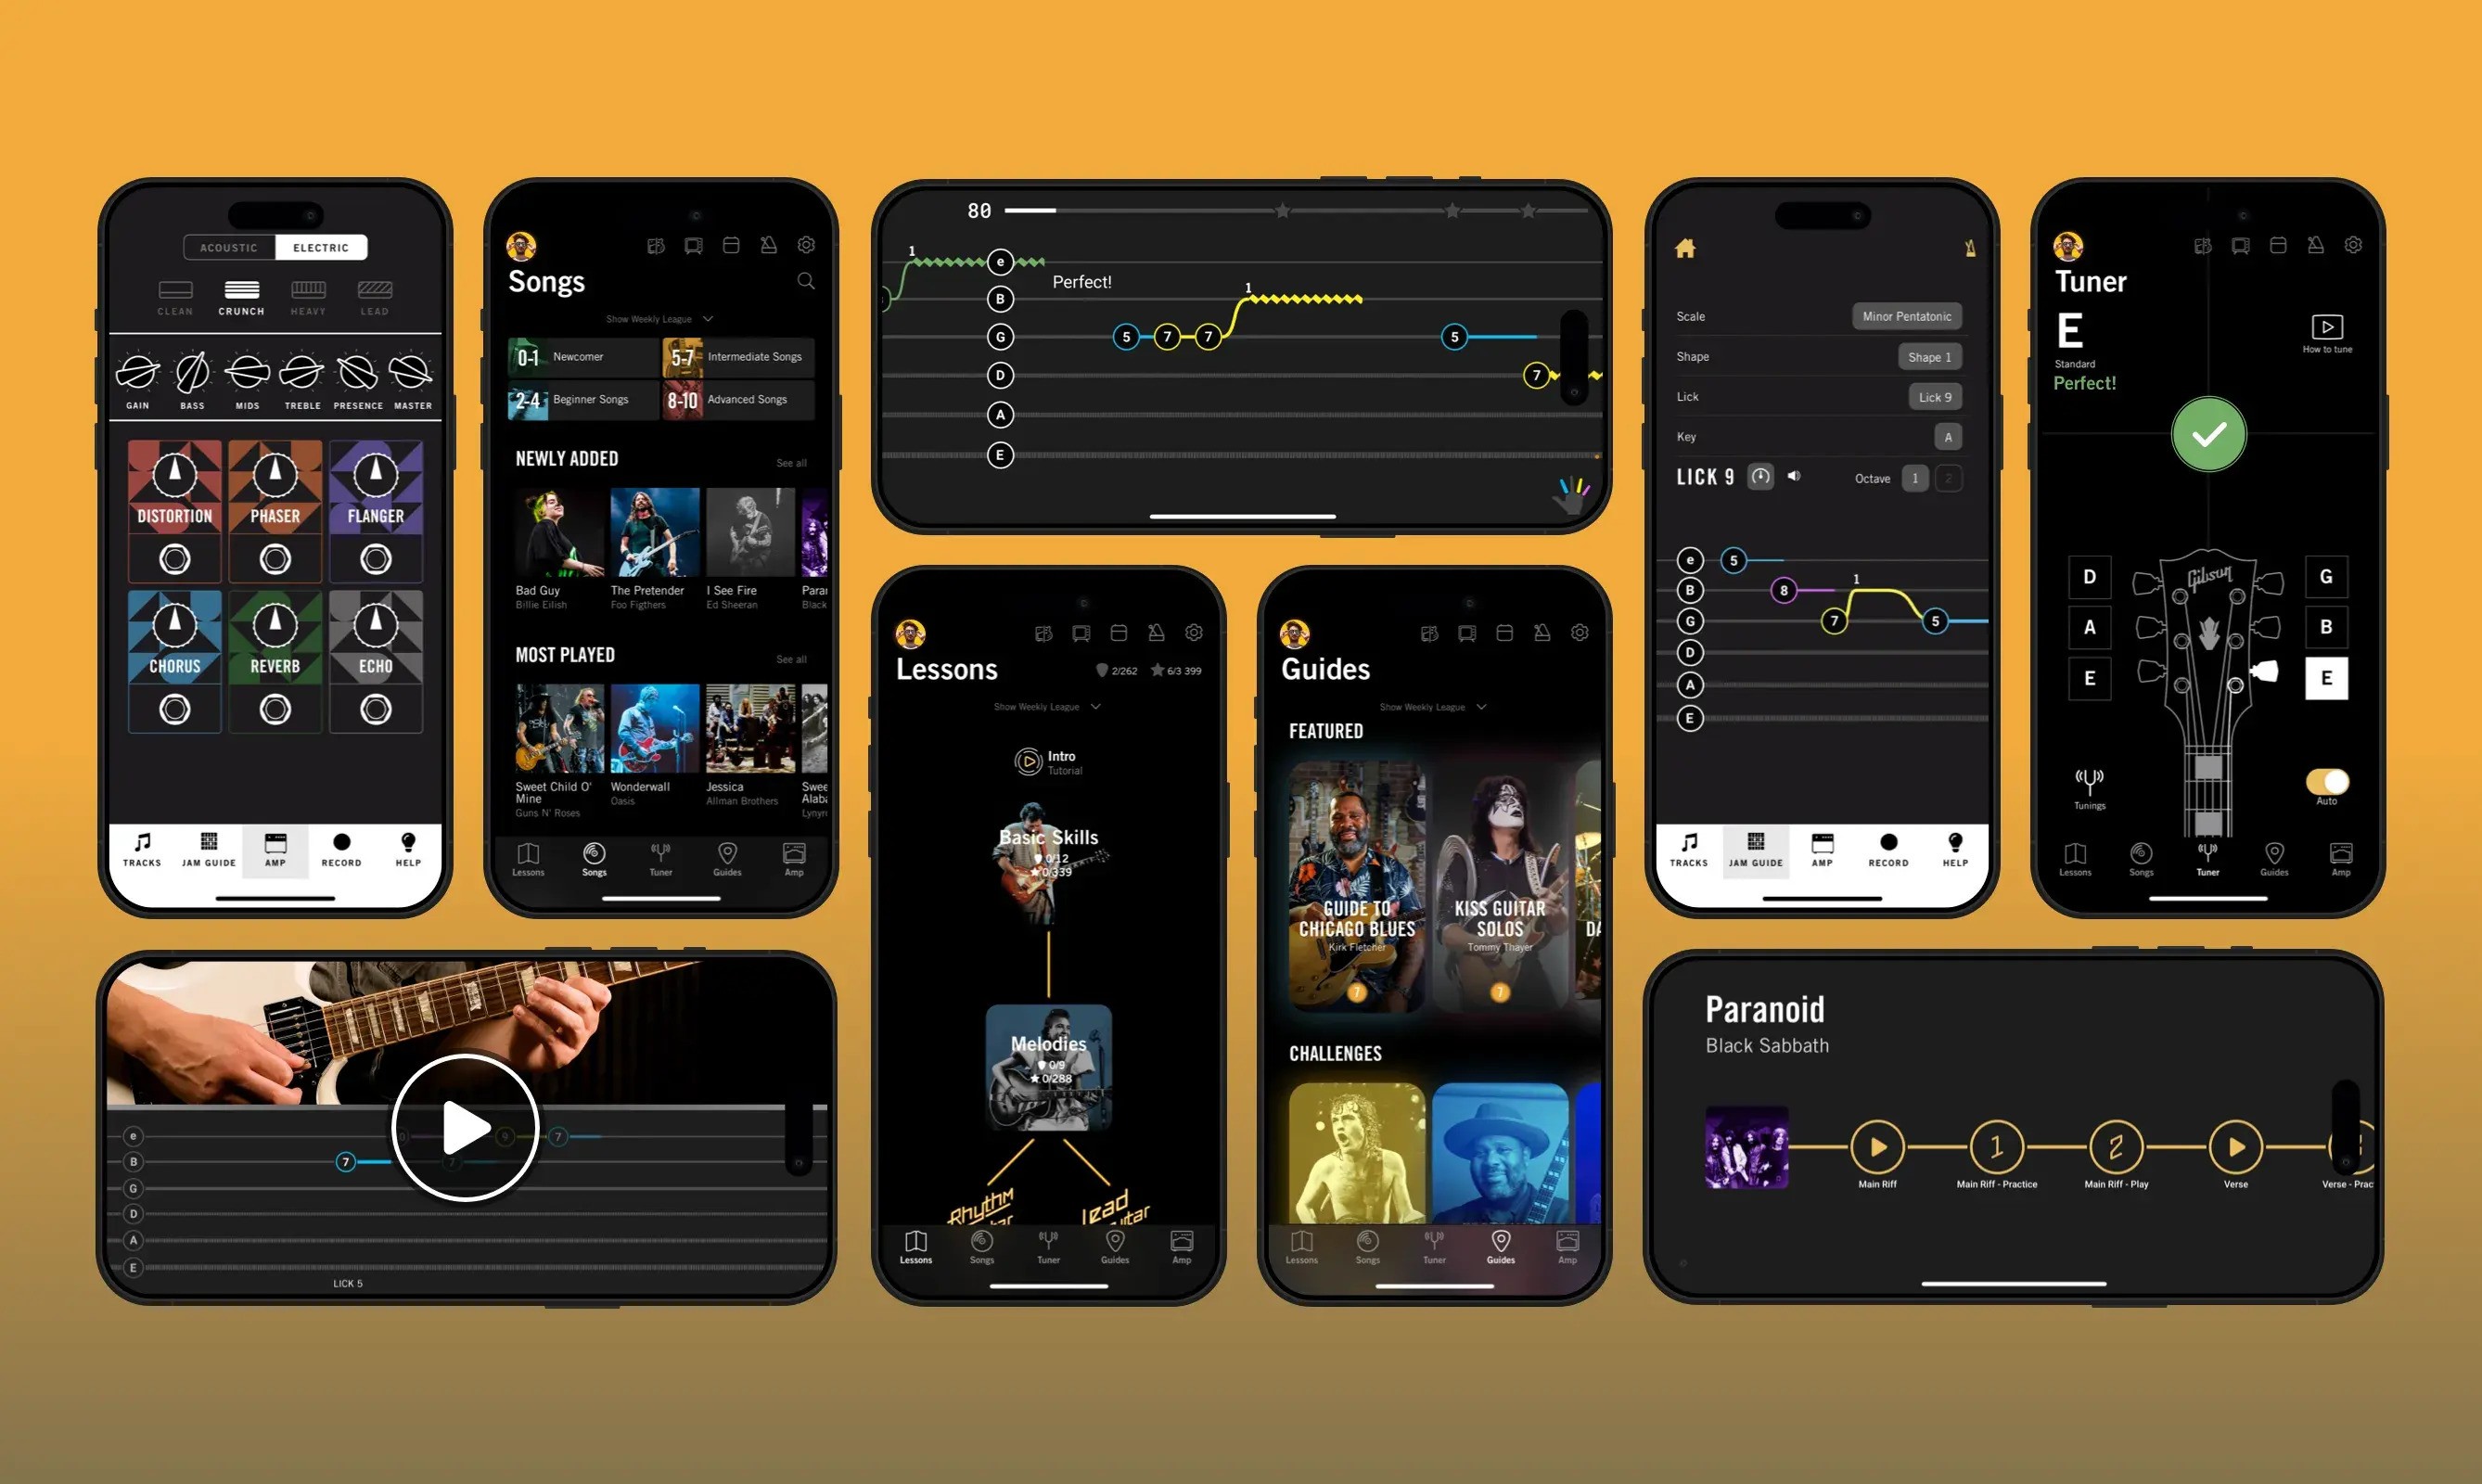 ACOUSTIC ELECTRIC
CLEAN CRUNCH HEAVY LEAD
GAIN BASS MIDS TREBLE PRESENCE MASTER
DISTORTION PHASER FLANGER
CHORUS REVERB ECHO
TRACKS JAM GUIDE AMP RECORD HELP
Songs
Show Weekly League
0-1 Newcomer 5-7 Intermediate Songs
2-4 Beginner Songs 8-10 Advanced Songs
NEWLY ADDED See all
Bad Guy The Pretender I See Fire Para
Billie Eilish Foo Figthers Ed Sheeran Black
MOST PLAYED See all
Sweet Child O' Wonderwall Jessica Swee
Mine Oasis Allman Brothers Alaba
Guns N' Roses Lynyn
Lessons Songs Tuner Guides Amp
80
1
e
Perfect!
B 1
G 5 7 7 5
D 7
A
E
Scale Minor Pentatonic
Shape Shape 1
Lick Lick 9
Key A
LICK 9 Octave 1 2
e 5
B 8 1
G 7 5
D
A
E
TRACKS JAM GUIDE AMP RECORD HELP
Tuner
E
Standard
Perfect!
How to tune
Gibson
D G
A B
E E
Tunings Auto
Lessons Songs Tuner Guides Amp
e 9 7
B 7 7
G
D
A
E
LICK 5
Lessons 2/262 6/3 399
Show Weekly League
Intro
Tutorial
Basic Skills
0/12
0/339
Melodies
0/9
0/288
Rhythm Lead
Lessons Songs Tuner Guides Amp
Guides
Show Weekly League
FEATURED
GUIDE TO KISS GUITAR
CHICAGO BLUES SOLOS DA
Kirk Fletcher Tommy Thayer
7 7
CHALLENGES
Lessons Songs Tuner Guides Amp
Paranoid
Black Sabbath
1 2
Main Riff Main Riff - Practice Main Riff - Play Verse Verse - Prac